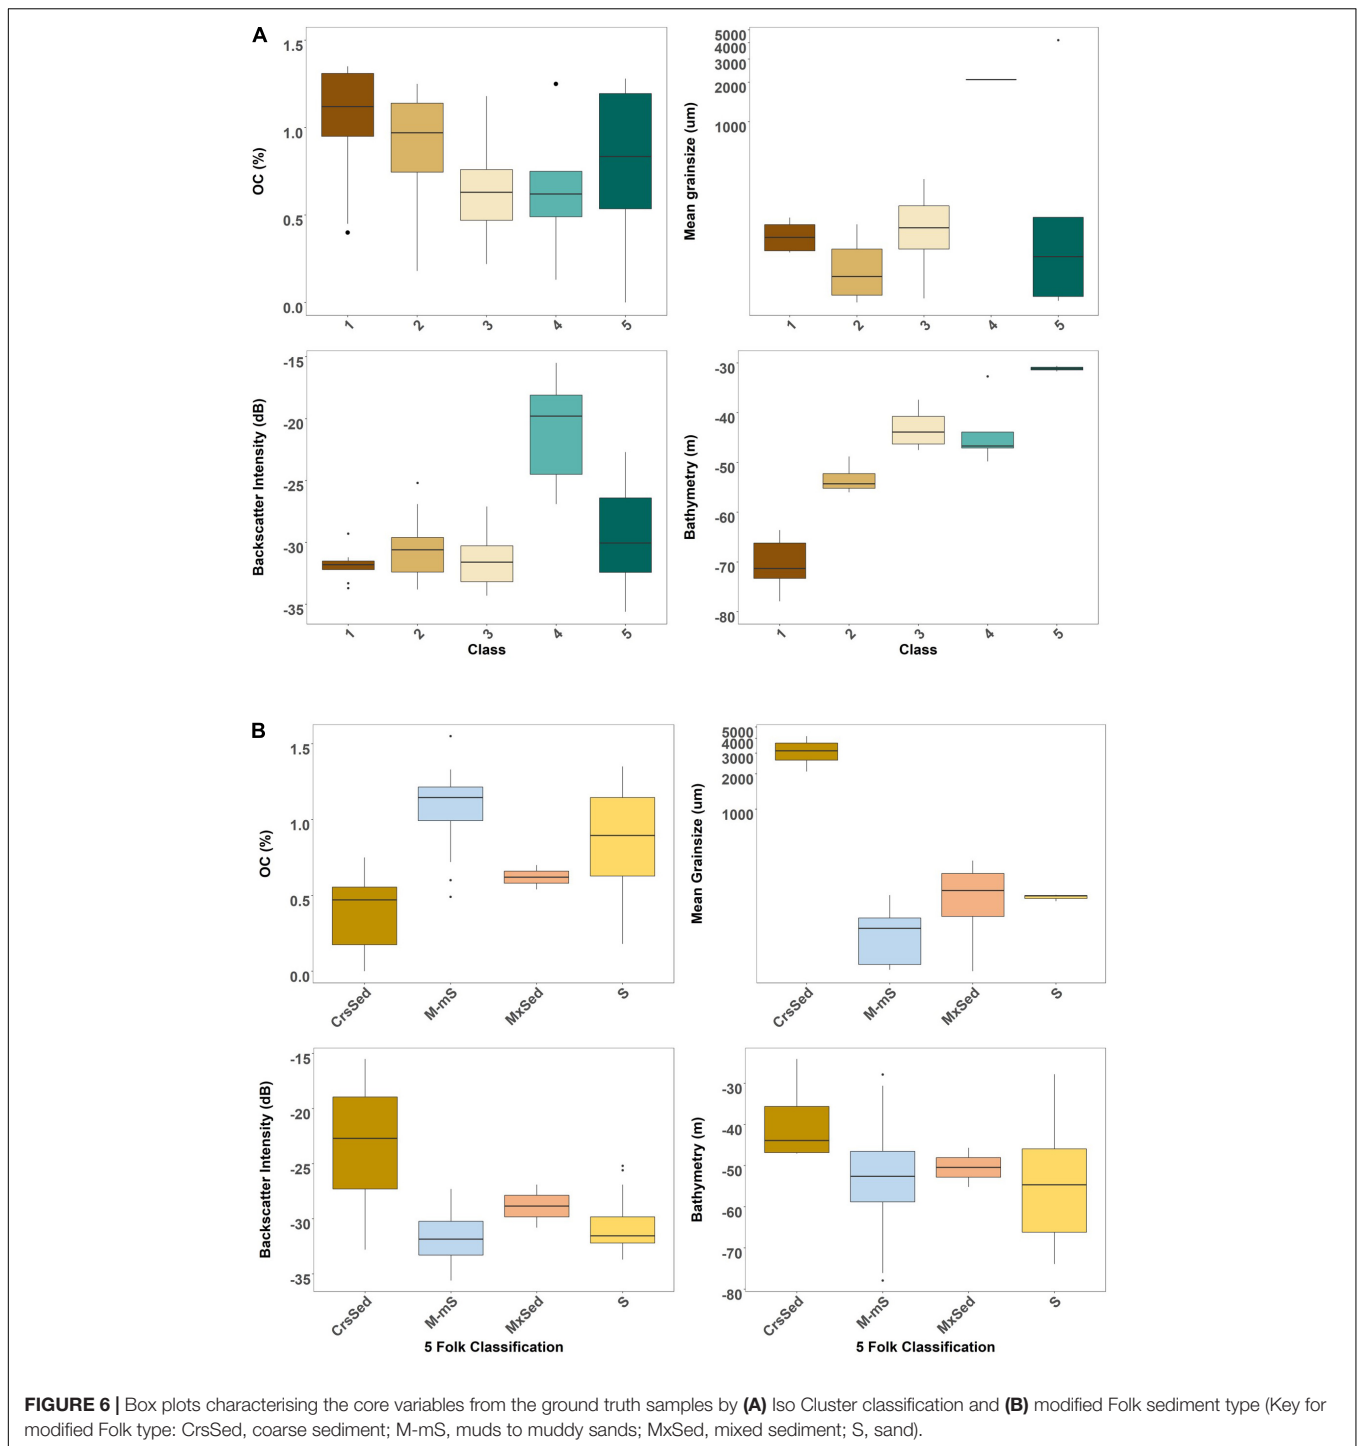 A
OC (%)
1.5
1.0
0.5
0.0
1 2 3 4 5
Mean grainsize (um)
5000
4000
3000
2000
1000
1 2 3 4 5
Backscatter Intensity (dB)
-15
-20
-25
-30
-35
1 2 3 4 5
Class
Bathymetry (m)
-30
-40
-50
-60
-70
-80
1 2 3 4 5
Class
B
OC (%)
1.5
1.0
0.5
0.0
CrsSed M-mS MxSed S
Mean Grainsize (um)
5000
4000
3000
2000
1000
CrsSed M-mS MxSed S
Backscatter Intensity (dB)
-15
-20
-25
-30
-35
CrsSed M-mS MxSed S
5 Folk Classification
Bathymetry (m)
-30
-40
-50
-60
-70
-80
CrsSed M-mS MxSed S
5 Folk Classification
FIGURE 6 | Box plots characterising the core variables from the ground truth samples by (A) Iso Cluster classification and (B) modified Folk sediment type (Key for
modified Folk type: CrsSed, coarse sediment; M-mS, muds to muddy sands; MxSed, mixed sediment; S, sand).